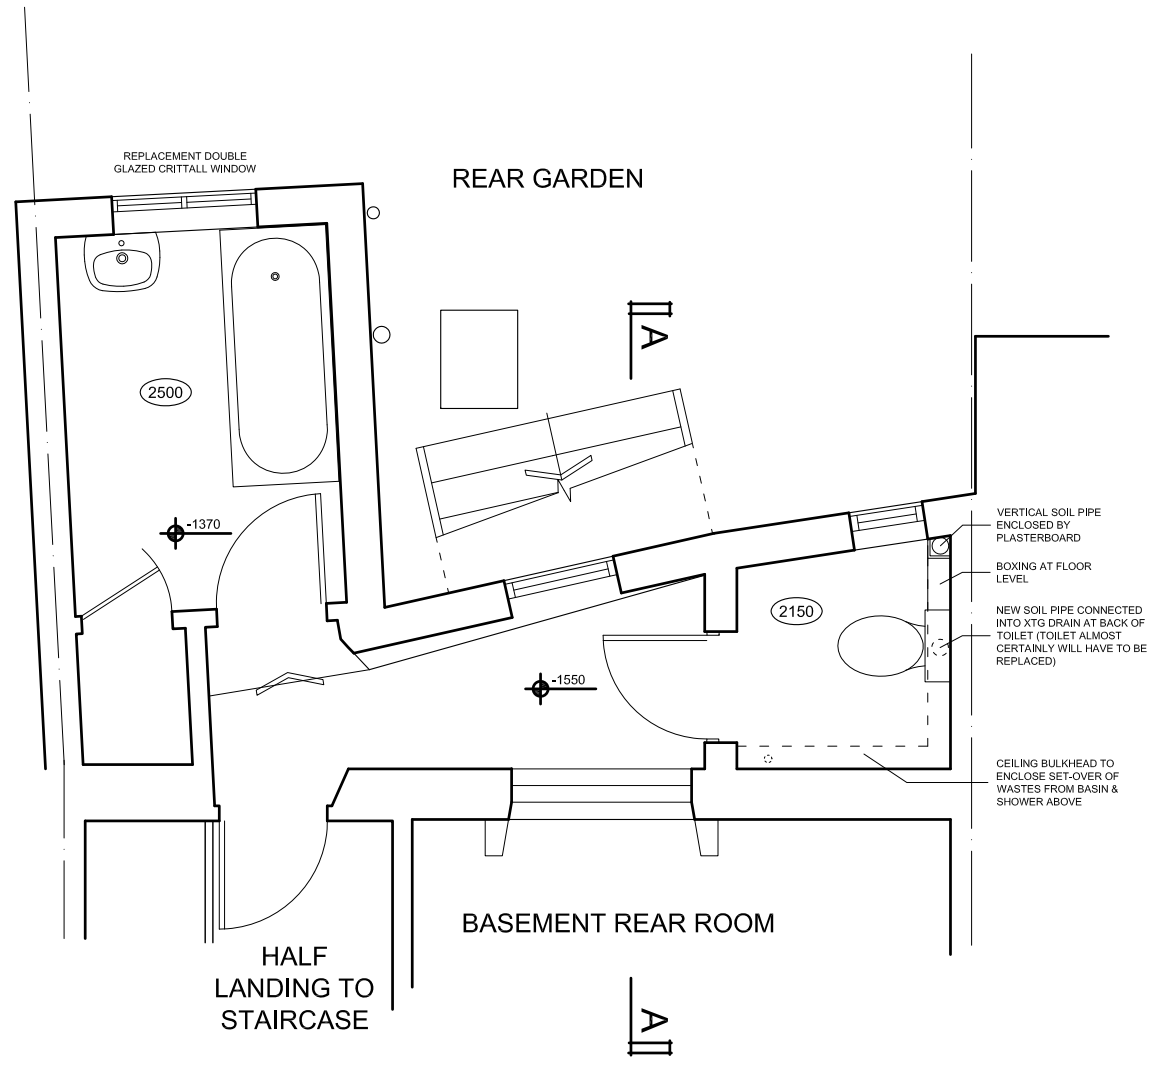 REPLACEMENT DOUBLE
GLAZED CRITTALL WINDOW
REAR GARDEN
A
2500
-1370
VERTICAL SOIL PIPE
ENCLOSED BY
PLASTERBOARD
BOXING AT FLOOR
LEVEL
2150
NEW SOIL PIPE CONNECTED
INTO XTG DRAIN AT BACK OF
TOILET (TOILET ALMOST
CERTAINLY WILL HAVE TO BE
REPLACED)
-1550
CEILING BULKHEAD TO
ENCLOSE SET-OVER OF
WASTES FROM BASIN &
SHOWER ABOVE
BASEMENT REAR ROOM
HALF
LANDING TO
STAIRCASE
A